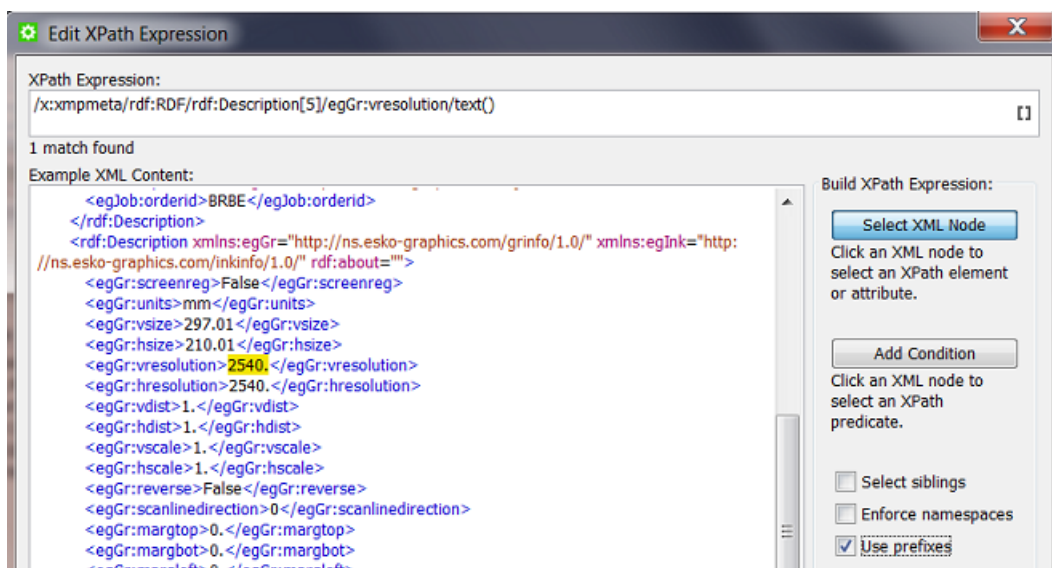 Edit XPath Expression
X
XPath Expression:
/x:xmpmeta/rdf:RDF/rdf:Description[5]/egGr:vresolution/text()
[]
1 match found
Example XML Content:
<egJob:orderid>BRBE</egJob:orderid>
</rdf:Description>
<rdf:Description xmlns:egGr="http://ns.esko-graphics.com/grinfo/1.0/" xmlns:egInk="http:
//ns.esko-graphics.com/inkinfo/1.0/" rdf:about="">
<egGr:screenreg>False</egGr:screenreg>
<egGr:units>mm</egGr:units>
<egGr:vsize>297.01</egGr:vsize>
<egGr:hsize>210.01</egGr:hsize>
<egGr:vresolution>2540.</egGr:vresolution>
<egGr:hresolution>2540.</egGr:hresolution>
<egGr:vdist>1.</egGr:vdist>
<egGr:hdist>1.</egGr:hdist>
<egGr:vscale>1.</egGr:vscale>
<egGr:hscale>1.</egGr:hscale>
<egGr:reverse>False</egGr:reverse>
<egGr:scanlinedirection>0</egGr:scanlinedirection>
<egGr:margtop>0.</egGr:margtop>
<egGr:margbot>0.</egGr:margbot>
Build XPath Expression:
Select XML Node
Click an XML node to
select an XPath element
or attribute.
Add Condition
Click an XML node to
select an XPath
predicate.
Select siblings
Enforce namespaces
Use prefixes